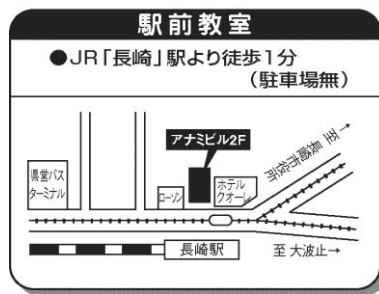 駅前教室
●JR「長崎」駅より徒歩1分
(駐車場無)
アナミビル2F
至 長崎市役所
県営バス
ターミナル
ローソン
ホテル
クオーレ
長崎駅
至 大波止